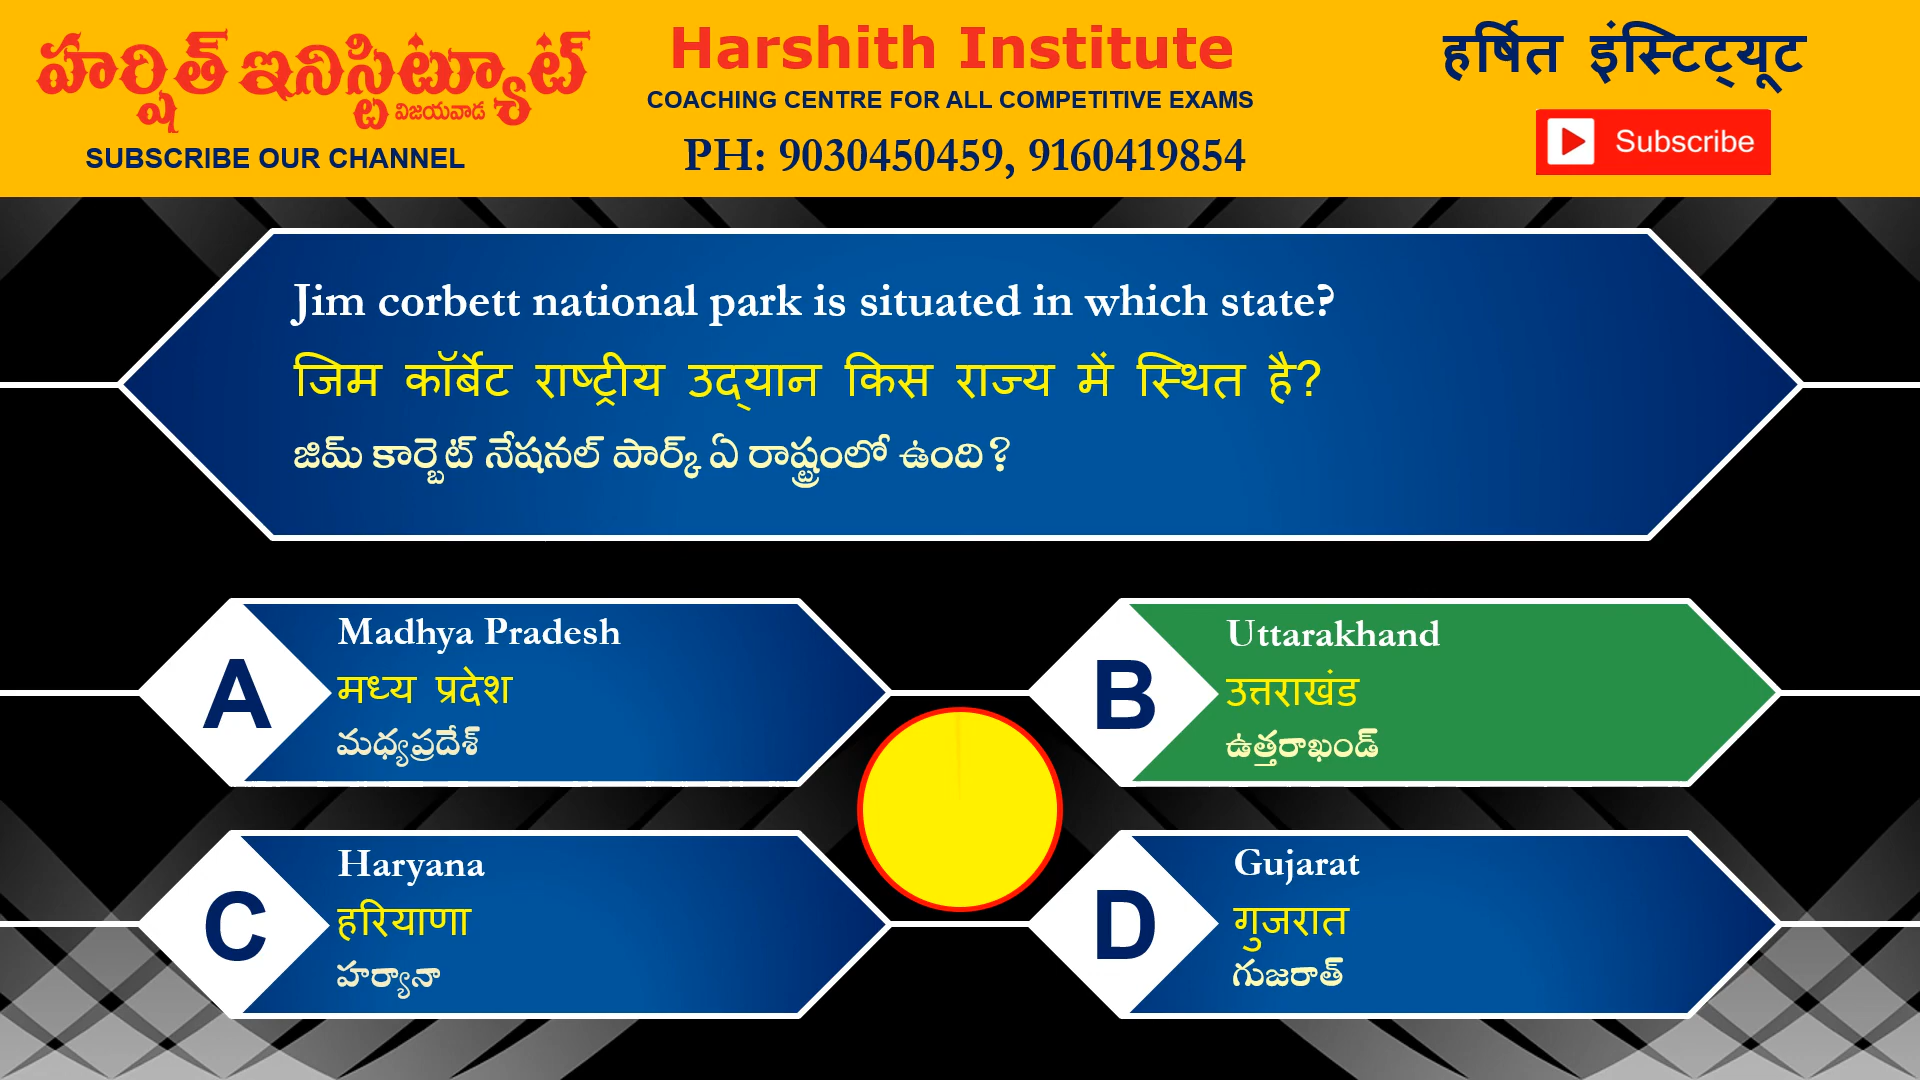 హర్షిత్ ఇనిస్టిట్యూట్
విజయవాడ
SUBSCRIBE OUR CHANNEL
Harshith Institute
COACHING CENTRE FOR ALL COMPETITIVE EXAMS
PH: 9030450459, 9160419854
हर्षित इंस्टिट्यूट
Subscribe
Jim corbett national park is situated in which state?
जिम कॉर्बेट राष्ट्रीय उद्यान किस राज्य में स्थित है?
జిమ్ కార్బెట్ నేషనల్ పార్క్ ఏ రాష్ట్రంలో ఉంది?
A
Madhya Pradesh
मध्य प्रदेश
మధ్యప్రదేశ్
B
Uttarakhand
उत्तराखंड
ఉత్తరాఖండ్
C
Haryana
हरियाणा
హర్యానా
D
Gujarat
गुजरात
గుజరాత్